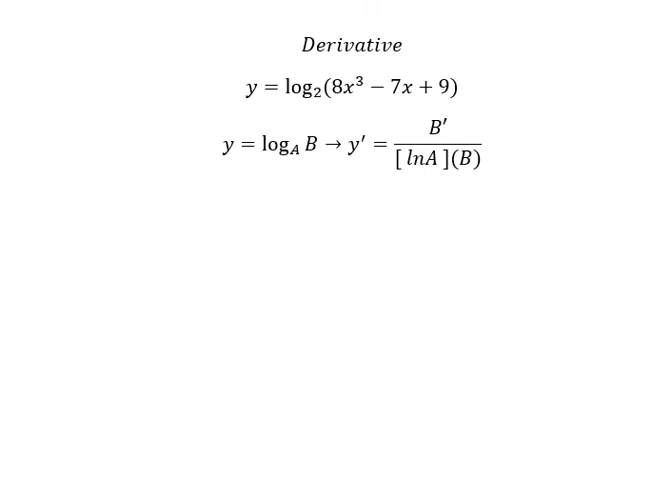 Derivative
y = log₂(8x³ − 7x + 9)
y = log_A B → y′ = B′ / [ lnA ](B)